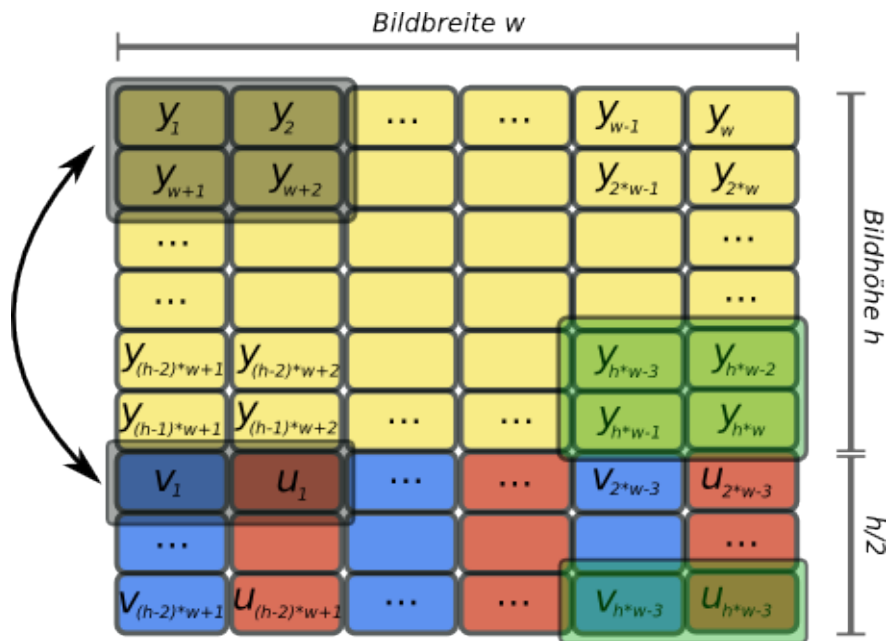 Bildbreite w
y1 y2 ... ... yw-1 yw
yw+1 yw+2 y2*w-1 y2*w
... ...
... ...
y(h-2)*w+1 y(h-2)*w+2 yh*w-3 yh*w-2
y(h-1)*w+1 y(h-1)*w+2 ... ... yh*w-1 yh*w
v1 u1 ... ... v2*w-3 u2*w-3
... ...
v(h-2)*w+1 u(h-2)*w+1 ... ... vh*w-3 uh*w-3
Bildhöhe h
h/2